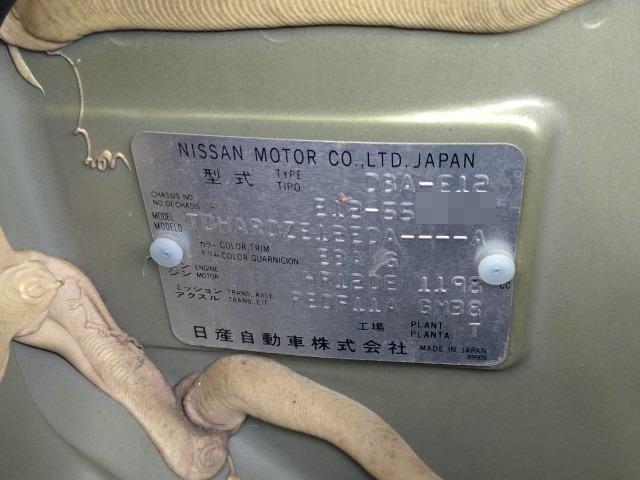 NISSAN MOTOR CO., LTD. JAPAN
型式 TYPE TIPO DBA-E12
CHASSIS NO. NO. DE CHASIS E12-55
MODEL MODELO E12EDA----A
カラー COLOR, TRIM
トリム COLOR, GUARNICION G
エンジン ENGINE MOTOR HR12DE 1198 cc
ミッション TRANS., AXLE
アクスル TRANS., EJE RE0F11A GM38
工場 PLANT PLANTA T
日産自動車株式会社 MADE IN JAPAN